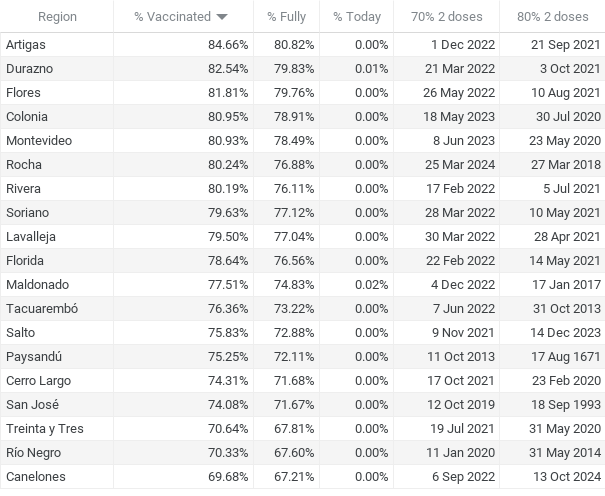 Region % Vaccinated % Fully % Today 70% 2 doses 80% 2 doses
Artigas 84.66% 80.82% 0.00% 1 Dec 2022 21 Sep 2021
Durazno 82.54% 79.83% 0.01% 21 Mar 2022 3 Oct 2021
Flores 81.81% 79.76% 0.00% 26 May 2022 10 Aug 2021
Colonia 80.95% 78.91% 0.00% 18 May 2023 30 Jul 2020
Montevideo 80.93% 78.49% 0.00% 8 Jun 2023 23 May 2020
Rocha 80.24% 76.88% 0.00% 25 Mar 2024 27 Mar 2018
Rivera 80.19% 76.11% 0.00% 17 Feb 2022 5 Jul 2021
Soriano 79.63% 77.12% 0.00% 28 Mar 2022 10 May 2021
Lavalleja 79.50% 77.04% 0.00% 30 Mar 2022 28 Apr 2021
Florida 78.64% 76.56% 0.00% 22 Feb 2022 14 May 2021
Maldonado 77.51% 74.83% 0.02% 4 Dec 2022 17 Jan 2017
Tacuarembó 76.36% 73.22% 0.00% 7 Jun 2022 31 Oct 2013
Salto 75.83% 72.88% 0.00% 9 Nov 2021 14 Dec 2023
Paysandú 75.25% 72.11% 0.00% 11 Oct 2013 17 Aug 1671
Cerro Largo 74.31% 71.68% 0.00% 17 Oct 2021 23 Feb 2020
San José 74.08% 71.67% 0.00% 12 Oct 2019 18 Sep 1993
Treinta y Tres 70.64% 67.81% 0.00% 19 Jul 2021 31 May 2020
Río Negro 70.33% 67.60% 0.00% 11 Jan 2020 31 May 2014
Canelones 69.68% 67.21% 0.00% 6 Sep 2022 13 Oct 2024